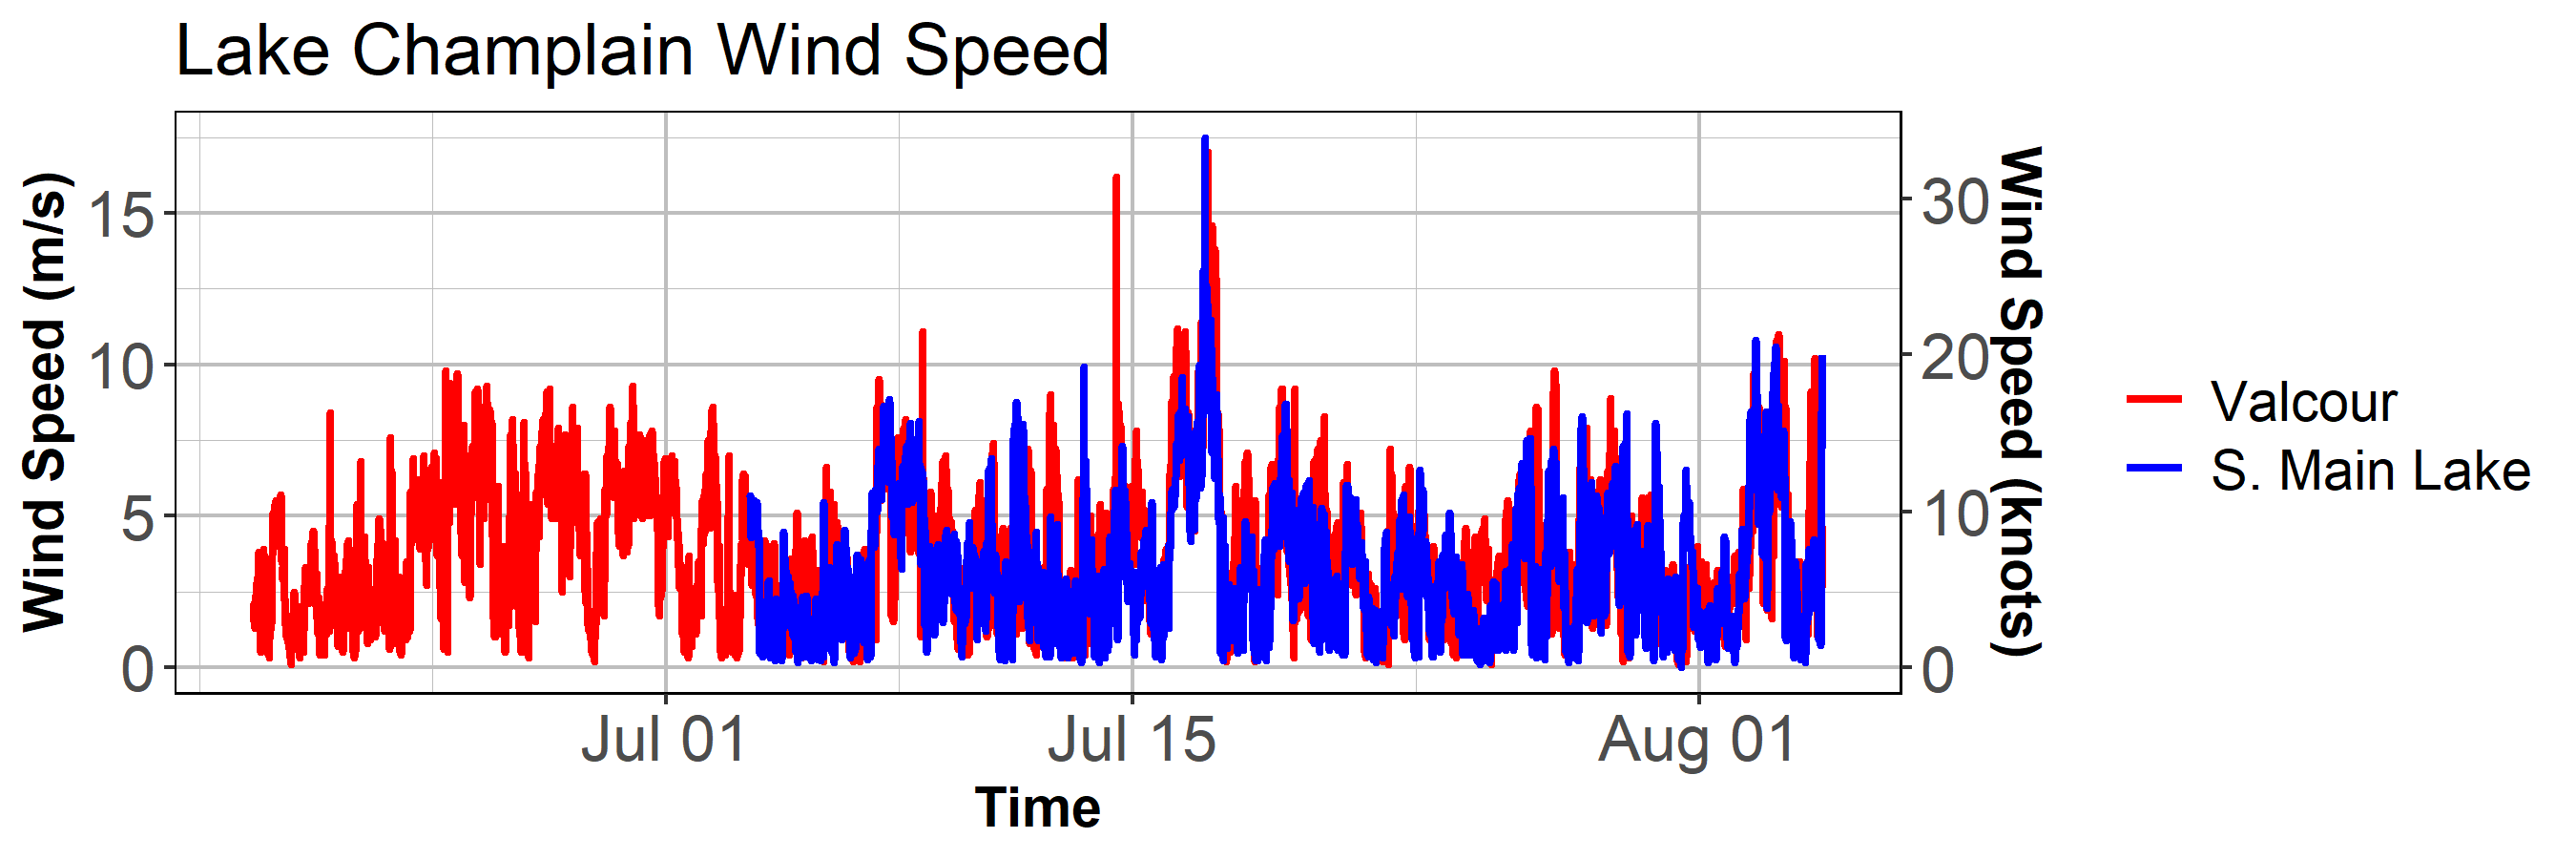 Lake Champlain Wind Speed
Wind Speed (m/s)
15
10
5
0
30
20
10
0
Wind Speed (knots)
Jul 01
Jul 15
Aug 01
Time
Valcour
S. Main Lake